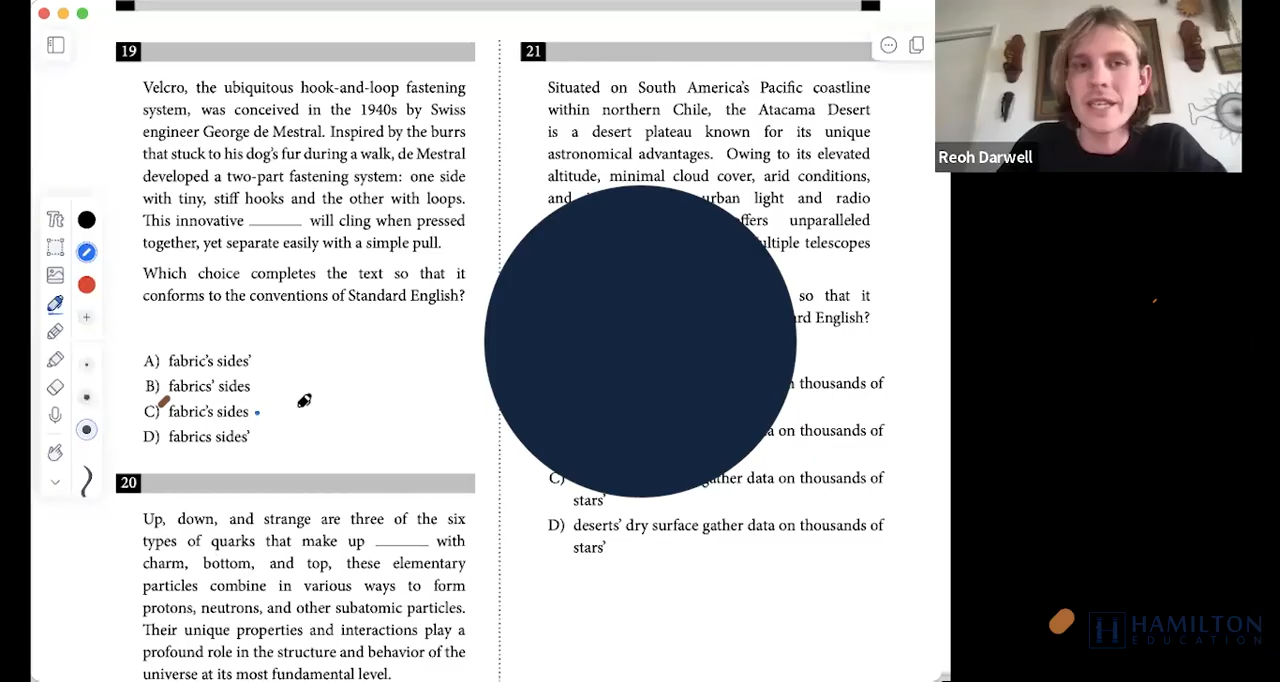 19
Velcro, the ubiquitous hook-and-loop fastening
system, was conceived in the 1940s by Swiss
engineer George de Mestral. Inspired by the burrs
that stuck to his dog's fur during a walk, de Mestral
developed a two-part fastening system: one side
with tiny, stiff hooks and the other with loops.
This innovative ______ will cling when pressed
together, yet separate easily with a simple pull.
Which choice completes the text so that it
conforms to the conventions of Standard English?
A) fabric's sides'
B) fabrics' sides
C) fabric's sides
D) fabrics sides'
20
Up, down, and strange are three of the six
types of quarks that make up ______ with
charm, bottom, and top, these elementary
particles combine in various ways to form
protons, neutrons, and other subatomic particles.
Their unique properties and interactions play a
profound role in the structure and behavior of the
universe at its most fundamental level.
21
Situated on South America's Pacific coastline
within northern Chile, the Atacama Desert
is a desert plateau known for its unique
astronomical advantages. Owing to its elevated
altitude, minimal cloud cover, arid conditions,
and urban light and radio
offers unparalleled
multiple telescopes
so that it
English?
on thousands of
on thousands of
C) gather data on thousands of
stars'
D) deserts' dry surface gather data on thousands of
stars'
Reoh Darwell
HAMILTON
EDUCATION
Tt